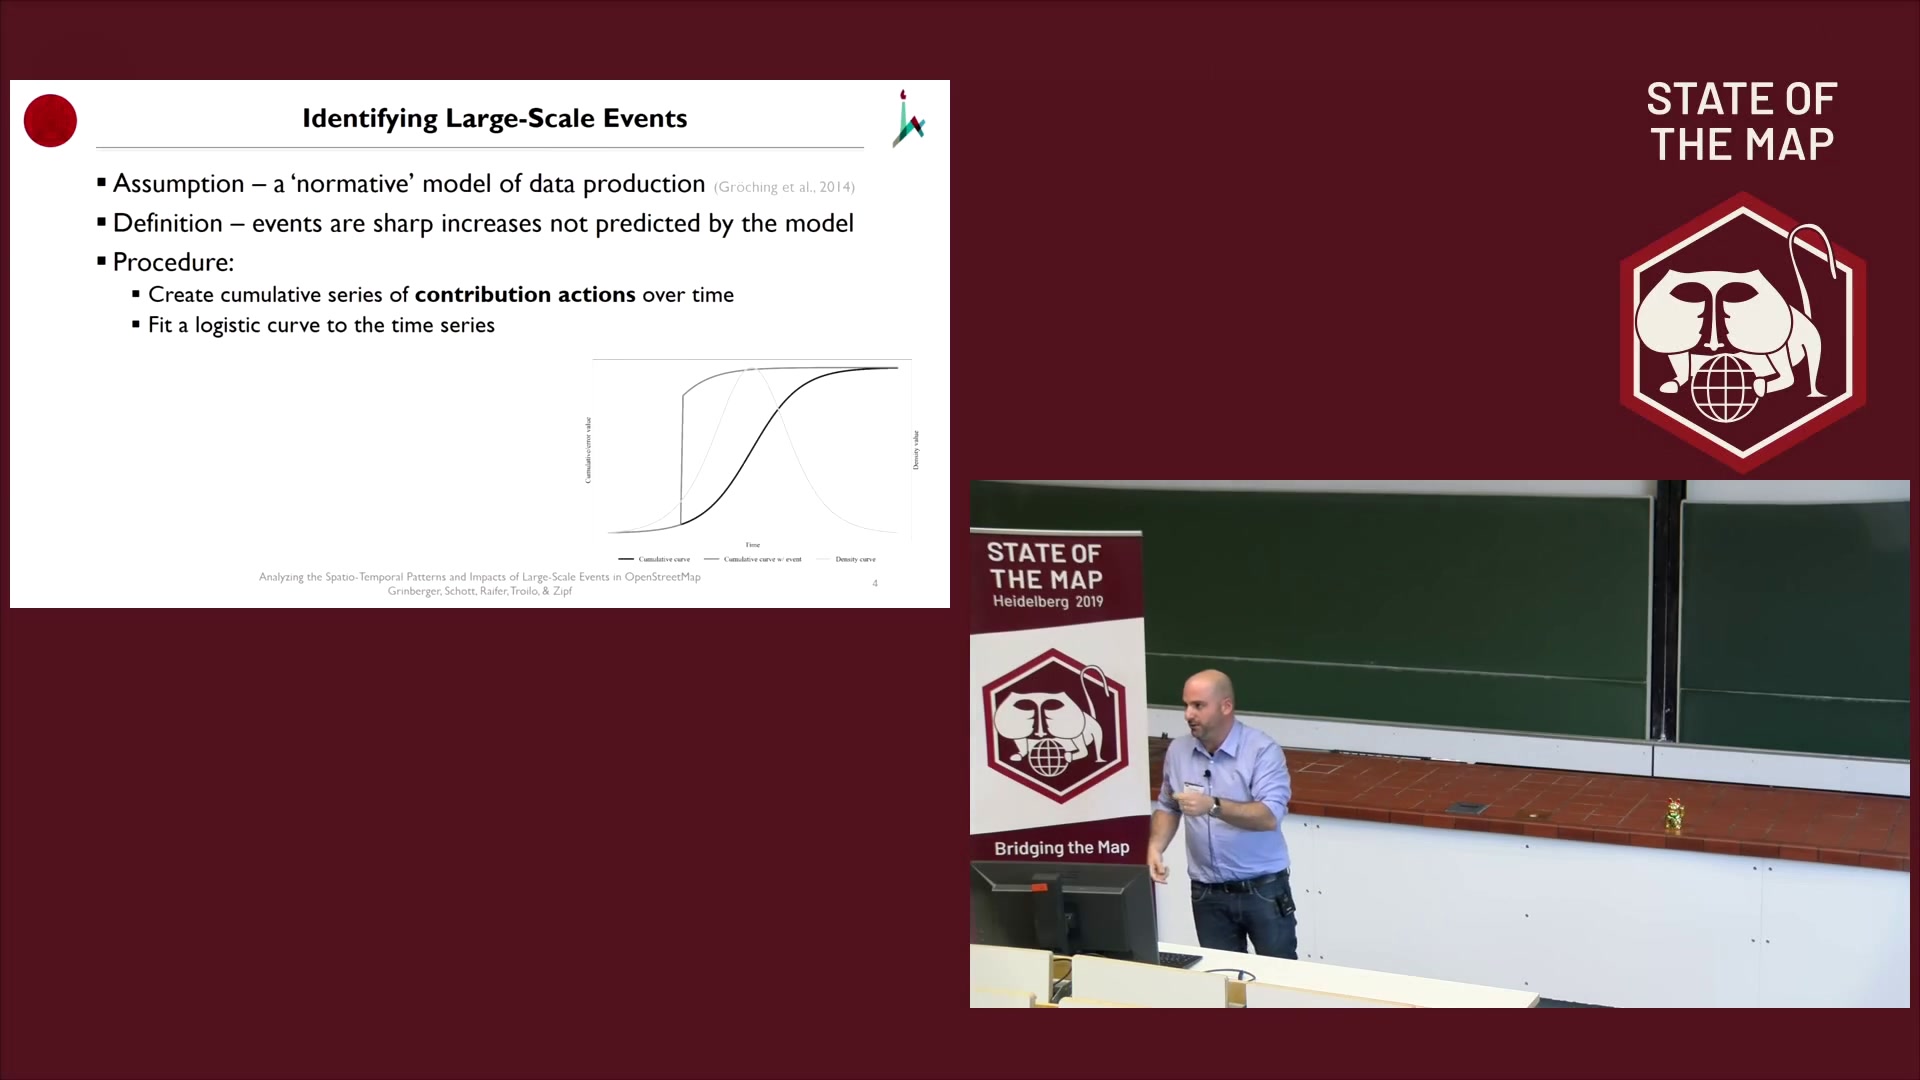 Identifying Large-Scale Events
▪ Assumption – a ‘normative’ model of data production (Gröching et al., 2014)
▪ Definition – events are sharp increases not predicted by the model
▪ Procedure:
▪ Create cumulative series of contribution actions over time
▪ Fit a logistic curve to the time series
Cumulative/error value
Density value
Time
Cumulative curve
Cumulative curve w/ event
Density curve
Analyzing the Spatio-Temporal Patterns and Impacts of Large-Scale Events in OpenStreetMap
Grinberger, Schott, Raifer, Troilo, & Zipf
4
STATE OF
THE MAP
STATE OF
THE MAP
Heidelberg 2019
Bridging the Map